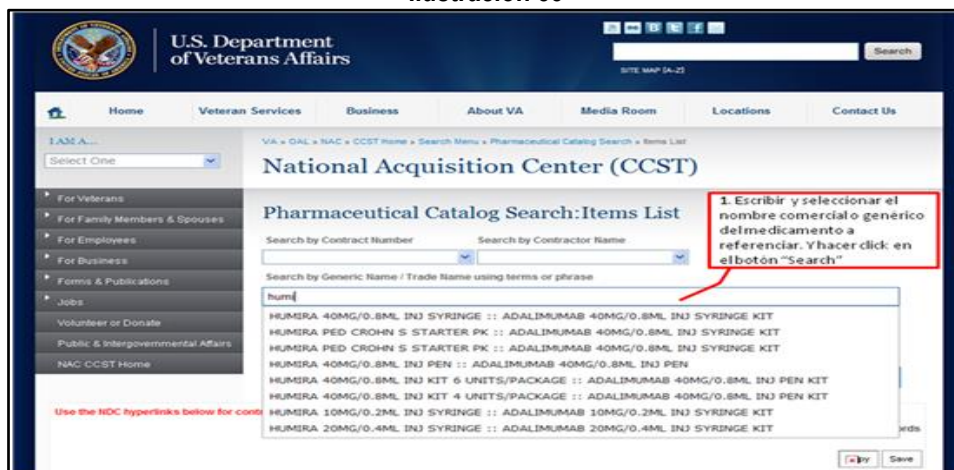 U.S. Department
of Veterans Affairs
Search
SITE MAP [A-Z]
Home Veteran Services Business About VA Media Room Locations Contact Us
I AM A...
Select One
VA » OAL » NAC » CCST Home » Search Menu » Pharmaceutical Catalog Search » Items List
National Acquisition Center (CCST)
For Veterans
For Family Members & Spouses
For Employees
For Business
Forms & Publications
Jobs
Volunteer or Donate
Public & Intergovernmental Affairs
NAC CCST Home
Pharmaceutical Catalog Search:Items List
1. Escribir y seleccionar el
nombre comercial o genérico
del medicamento a
referenciar. Y hacer click en
el botón "Search"
Search by Contract Number Search by Contractor Name
Search by Generic Name / Trade Name using terms or phrase
humi
HUMIRA 40MG/0.8ML INJ SYRINGE :: ADALIMUMAB 40MG/0.8ML INJ SYRINGE KIT
HUMIRA PED CROHN S STARTER PK :: ADALIMUMAB 40MG/0.8ML INJ SYRINGE KIT
HUMIRA PED CROHN S STARTER PK :: ADALIMUMAB 40MG/0.8ML INJ SYRINGE KIT
HUMIRA 40MG/0.8ML INJ PEN :: ADALIMUMAB 40MG/0.8ML INJ PEN
HUMIRA 40MG/0.8ML INJ KIT 6 UNITS/PACKAGE :: ADALIMUMAB 40MG/0.8ML INJ PEN KIT
HUMIRA 40MG/0.8ML INJ KIT 4 UNITS/PACKAGE :: ADALIMUMAB 40MG/0.8ML INJ PEN KIT
HUMIRA 10MG/0.2ML INJ SYRINGE :: ADALIMUMAB 10MG/0.2ML INJ SYRINGE KIT
HUMIRA 20MG/0.4ML INJ SYRINGE :: ADALIMUMAB 20MG/0.4ML INJ SYRINGE KIT
Use the NDC hyperlinks below for
Save